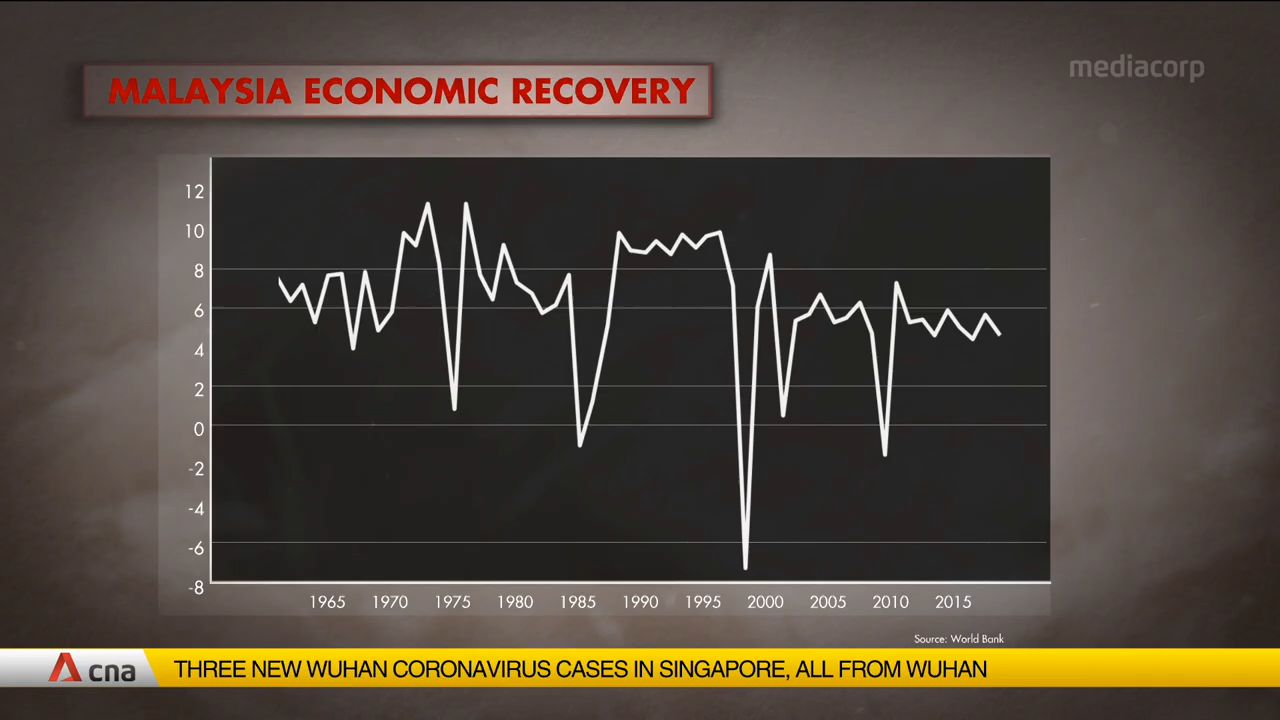 MALAYSIA ECONOMIC RECOVERY
mediacorp
12
10
8
6
4
2
0
-2
-4
-6
-8
1965 1970 1975 1980 1985 1990 1995 2000 2005 2010 2015
Source: World Bank
cna THREE NEW WUHAN CORONAVIRUS CASES IN SINGAPORE, ALL FROM WUHAN